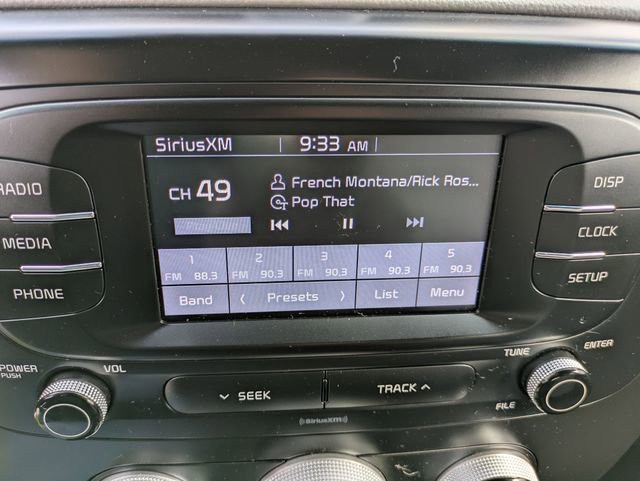 SiriusXM 9:33 AM
CH 49
French Montana/Rick Ros...
Pop That
1 2 3 4 5
FM 88.3 FM 90.3 FM 90.3 FM 90.3 FM 90.3
Band Presets List Menu
RADIO
MEDIA
PHONE
DISP
CLOCK
SETUP
POWER
PUSH
VOL
SEEK
TRACK
TUNE
ENTER
FILE
SiriusXM